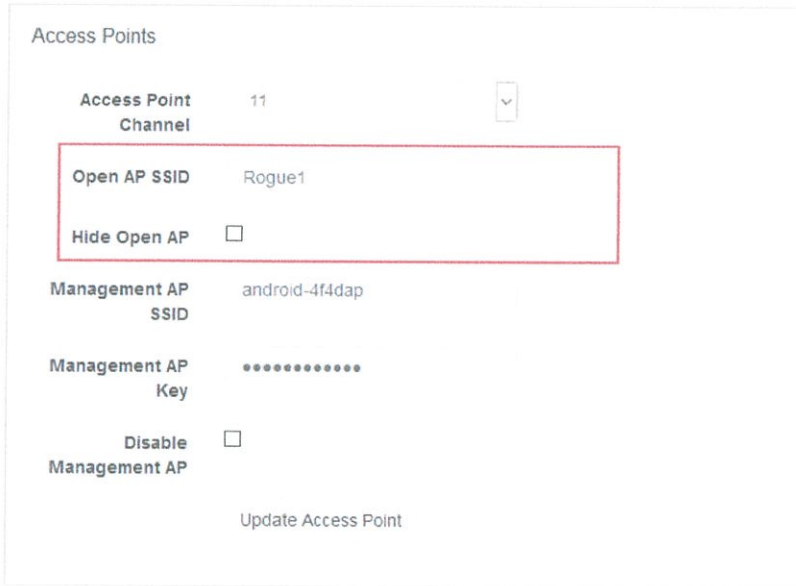 Access Points
Access Point 11
Channel
Open AP SSID Rogue1
Hide Open AP
Management AP android-4f4dap
SSID
Management AP ••••••••••••
Key
Disable
Management AP
Update Access Point